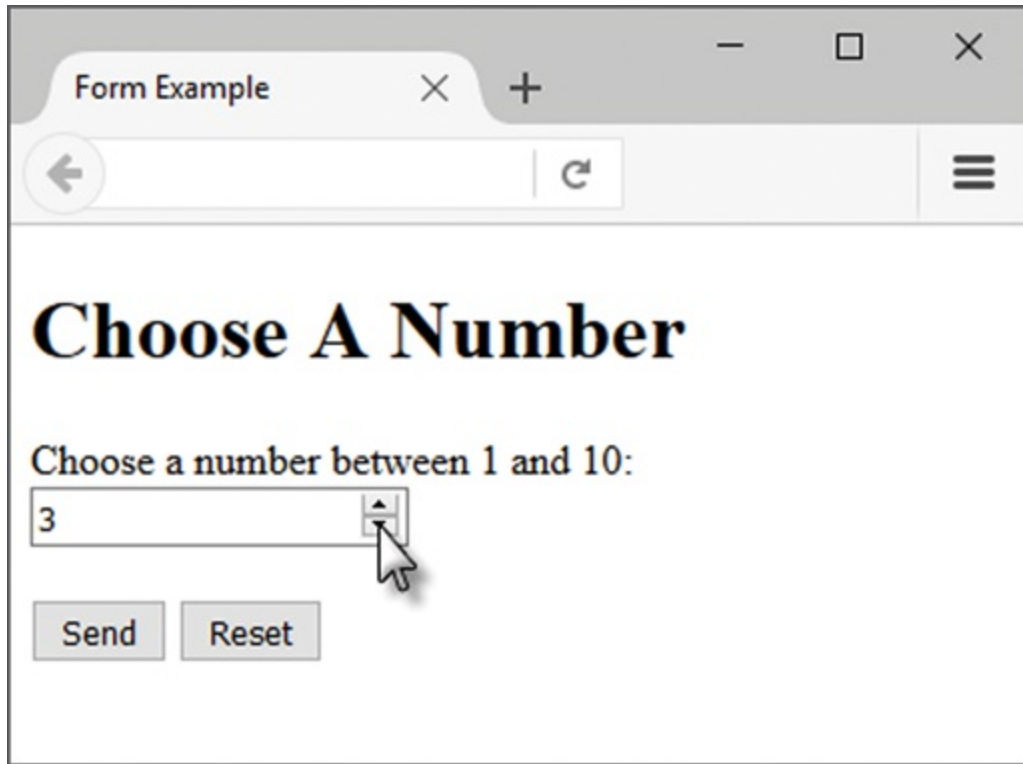 Form Example
Choose A Number
Choose a number between 1 and 10:
3
Send Reset